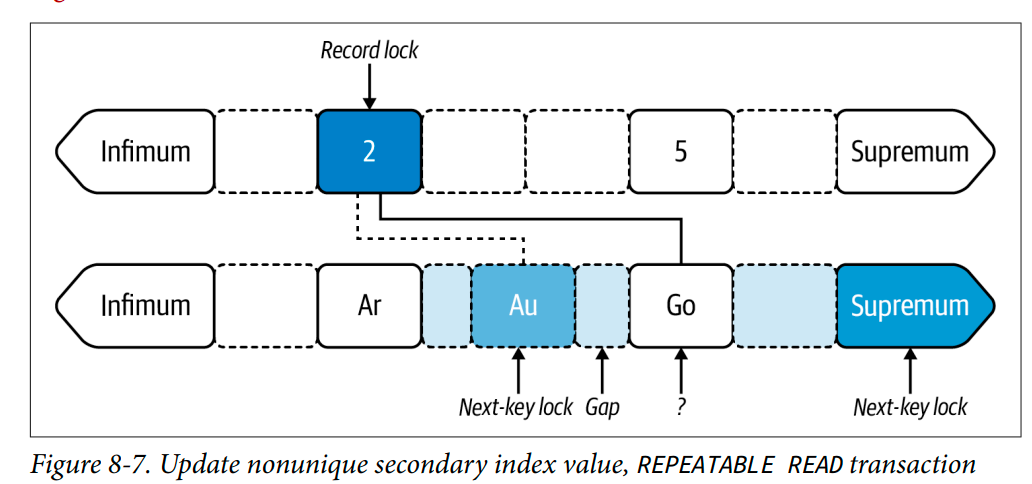 Record lock
Infimum 2 5 Supremum
Infimum Ar Au Go Supremum
Next-key lock Gap ? Next-key lock
Figure 8-7. Update nonunique secondary index value, REPEATABLE READ transaction